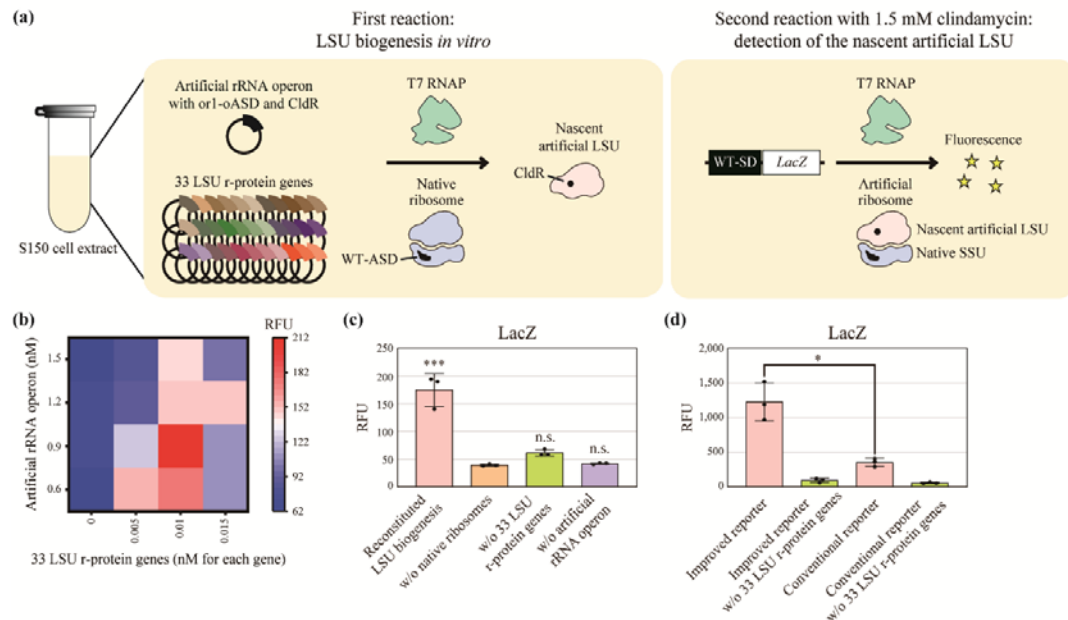 (a)
First reaction:
LSU biogenesis in vitro
Second reaction with 1.5 mM clindamycin:
detection of the nascent artificial LSU
Artificial rRNA operon
with or1-oASD and CldR
33 LSU r-protein genes
S150 cell extract
T7 RNAP
Native
ribosome
WT-ASD
Nascent
artificial LSU
CldR
WT-SD
LacZ
T7 RNAP
Artificial
ribosome
Fluorescence
Nascent artificial LSU
Native SSU
(b)
RFU
212
182
152
122
92
62
Artificial rRNA operon (nM)
1.5
1.2
0.9
0.6
0
0.005
0.01
0.015
33 LSU r-protein genes (nM for each gene)
(c)
LacZ
RFU
250
200
150
100
50
0
***
n.s.
n.s.
Reconstituted
LSU biogenesis
w/o native ribosomes
w/o 33 LSU
r-protein genes
w/o artificial
rRNA operon
(d)
LacZ
RFU
2,000
1,500
1,000
500
0
*
Improved reporter
Improved reporter
w/o 33 LSU r-protein genes
Conventional reporter
Conventional reporter
w/o 33 LSU r-protein genes